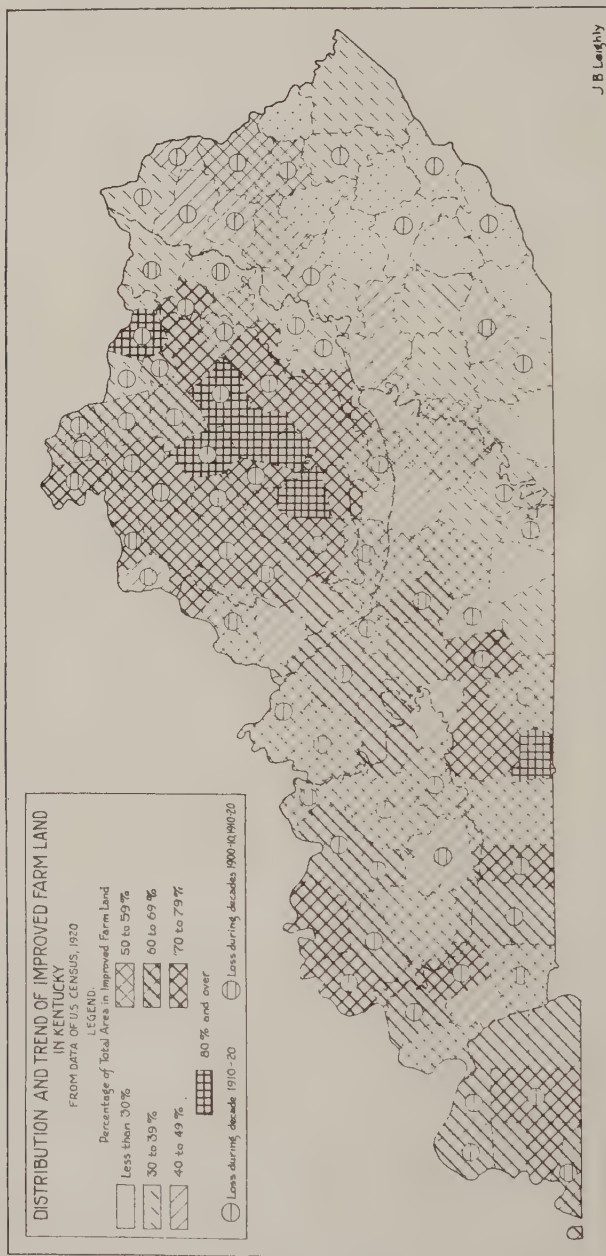 DISTRIBUTION AND TREND OF IMPROVED FARM LAND
IN KENTUCKY
FROM DATA OF U.S. CENSUS, 1920
LEGEND.
Percentage of Total Area in Improved Farm Land
Less than 30%
30 to 39%
40 to 49%
50 to 59%
60 to 69%
70 to 79%
80% and over
Loss during decade 1910-20
Loss during decades 1900-10, 1910-20
J B Leighly